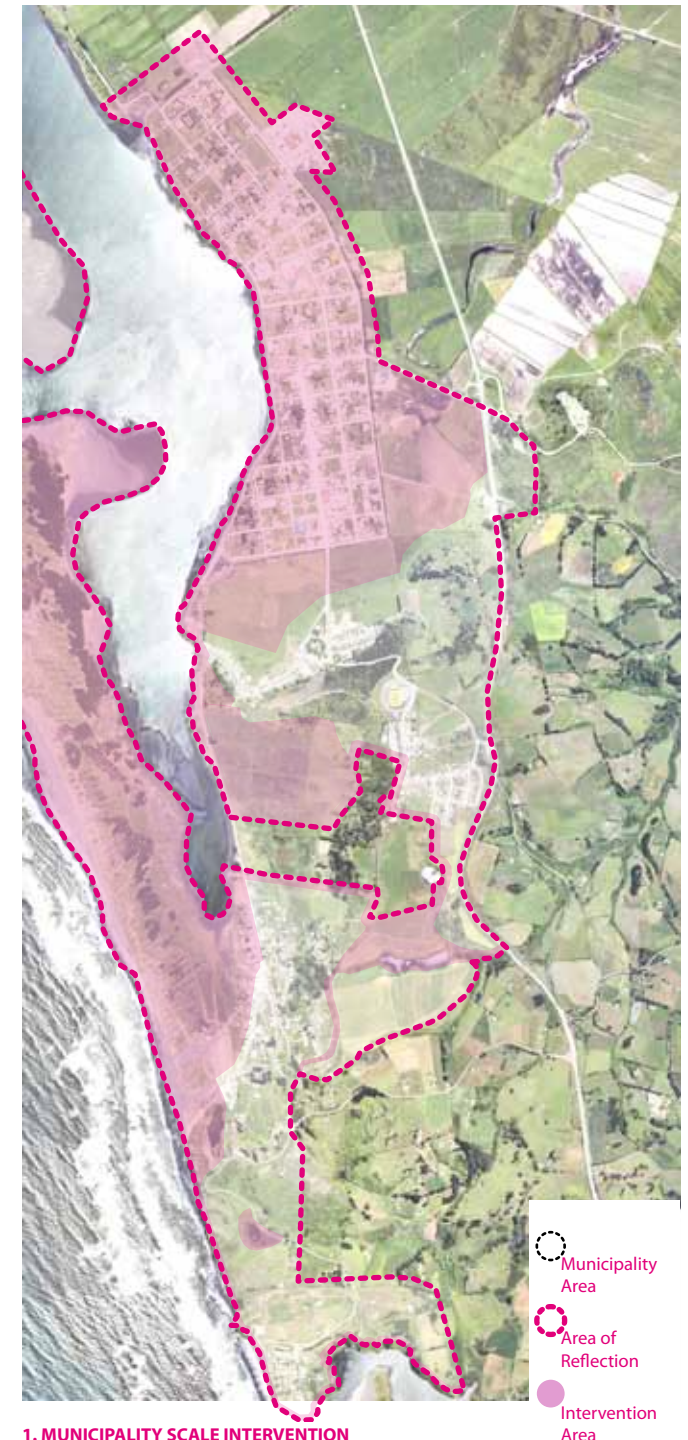 Municipality
Area
Area of
Reflection
Intervention
Area
1. MUNICIPALITY SCALE INTERVENTION